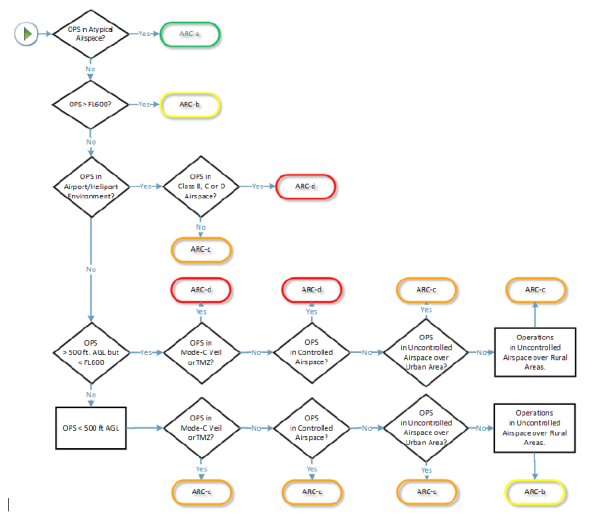 OPS in Atypical
Airspace?
Yes
ARC-a
No
OPS > FL600?
Yes
ARC-b
No
OPS in
Airport/Heliport
Environment?
Yes
OPS in
Class B, C or D
Airspace?
Yes
ARC-d
No
ARC-c
No
ARC-d
ARC-d
ARC-c
ARC-c
Yes
Yes
Yes
OPS
> 500 ft. AGL but
< FL600
Yes
OPS in
Mode-C Veil
or TMZ?
No
OPS
in Controlled
Airspace?
No
OPS
in Uncontrolled
Airspace over
Urban Area?
No
Operations
in Uncontrolled
Airspace over Rural
Areas.
No
OPS < 500 ft AGL
OPS in
Mode-C Veil
or TMZ?
No
OPS
in Controlled
Airspace?
No
OPS
in Uncontrolled
Airspace over
Urban Area?
No
Operations
in Uncontrolled
Airspace over Rural
Areas.
Yes
Yes
Yes
ARC-c
ARC-c
ARC-c
ARC-b